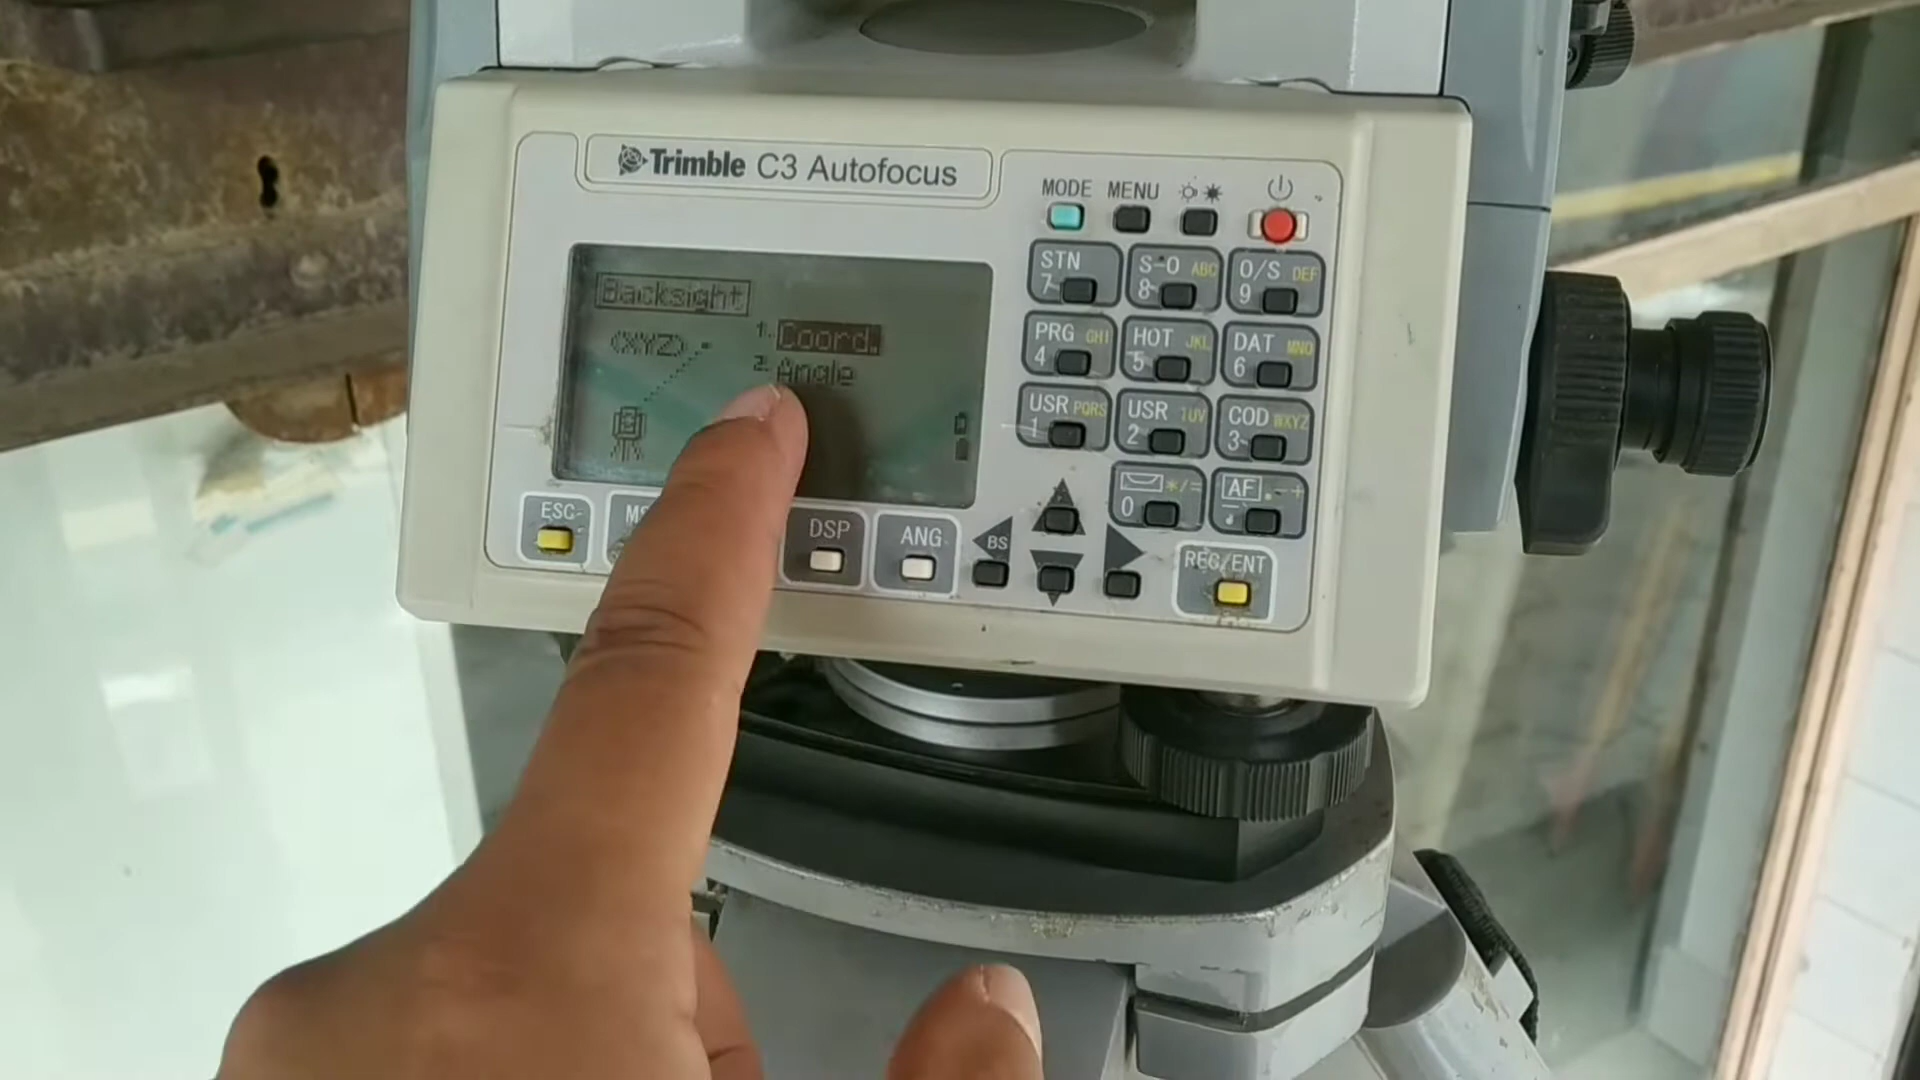 Trimble C3 Autofocus
MODE MENU
STN 7
S-O ABC 8
O/S DEF 9
PRG GHI 4
HOT JKL 5
DAT MNO 6
USR PQRS 1
USR TUV 2
COD WXYZ 3
0 */=
AF .-+
Backsight
(XYZ)
1. Coord.
2. Angle
ESC
DSP
ANG
BS
REC/ENT